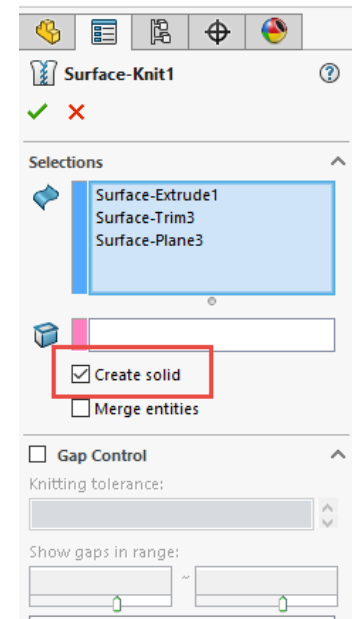 Surface-Knit1
Selections
Surface-Extrude1
Surface-Trim3
Surface-Plane3
Create solid
Merge entities
Gap Control
Knitting tolerance:
Show gaps in range:
~